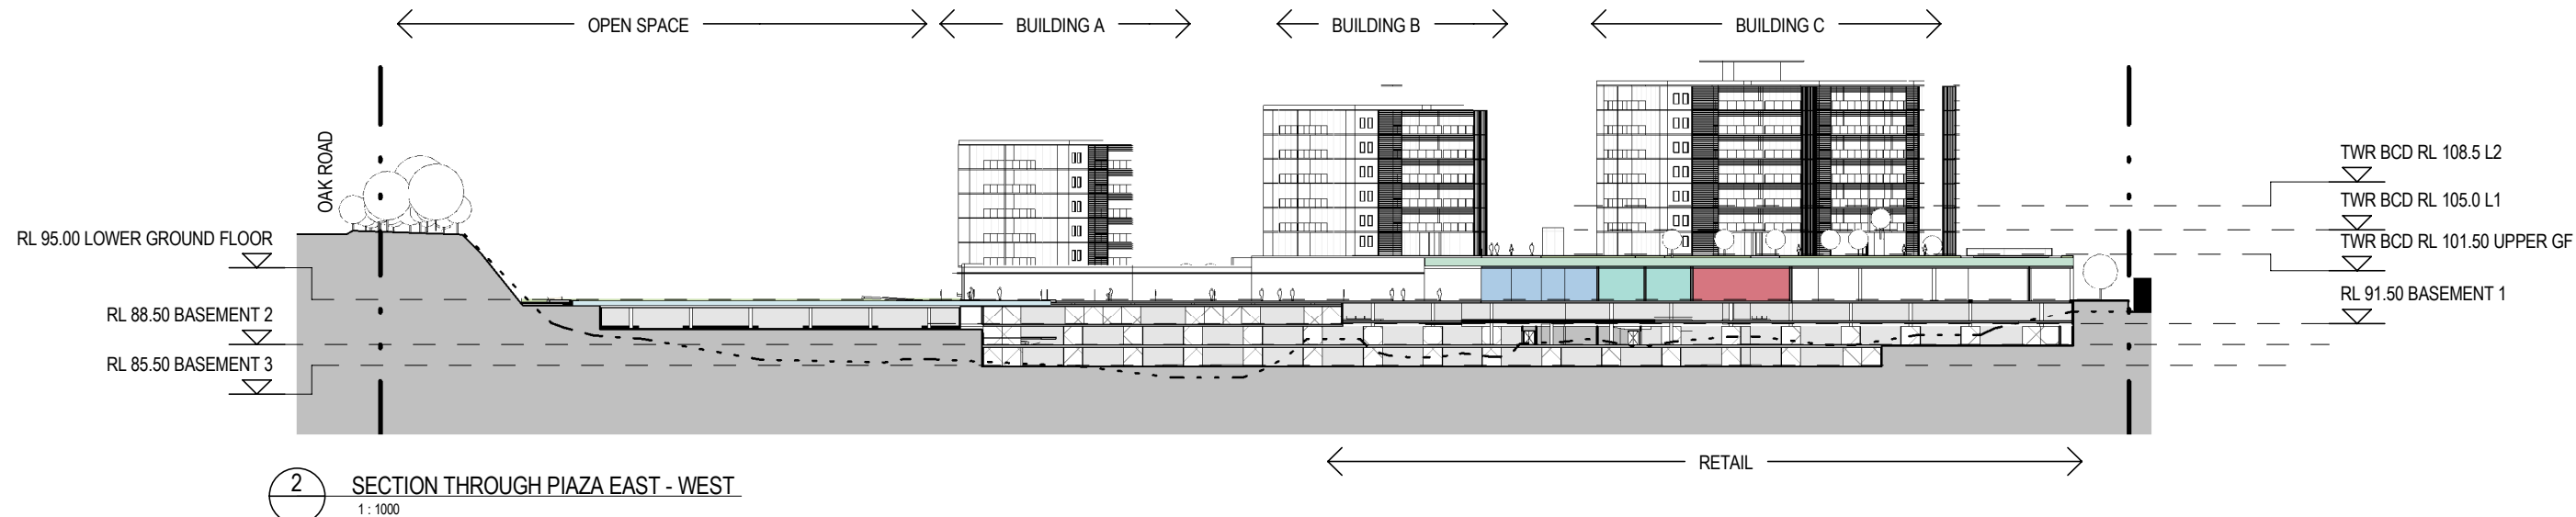 OPEN SPACE
BUILDING A
BUILDING B
BUILDING C
OAK ROAD
RL 95.00 LOWER GROUND FLOOR
RL 88.50 BASEMENT 2
RL 85.50 BASEMENT 3
TWR BCD RL 108.5 L2
TWR BCD RL 105.0 L1
TWR BCD RL 101.50 UPPER GF
RL 91.50 BASEMENT 1
RETAIL
2
SECTION THROUGH PIAZA EAST - WEST
1 : 1000